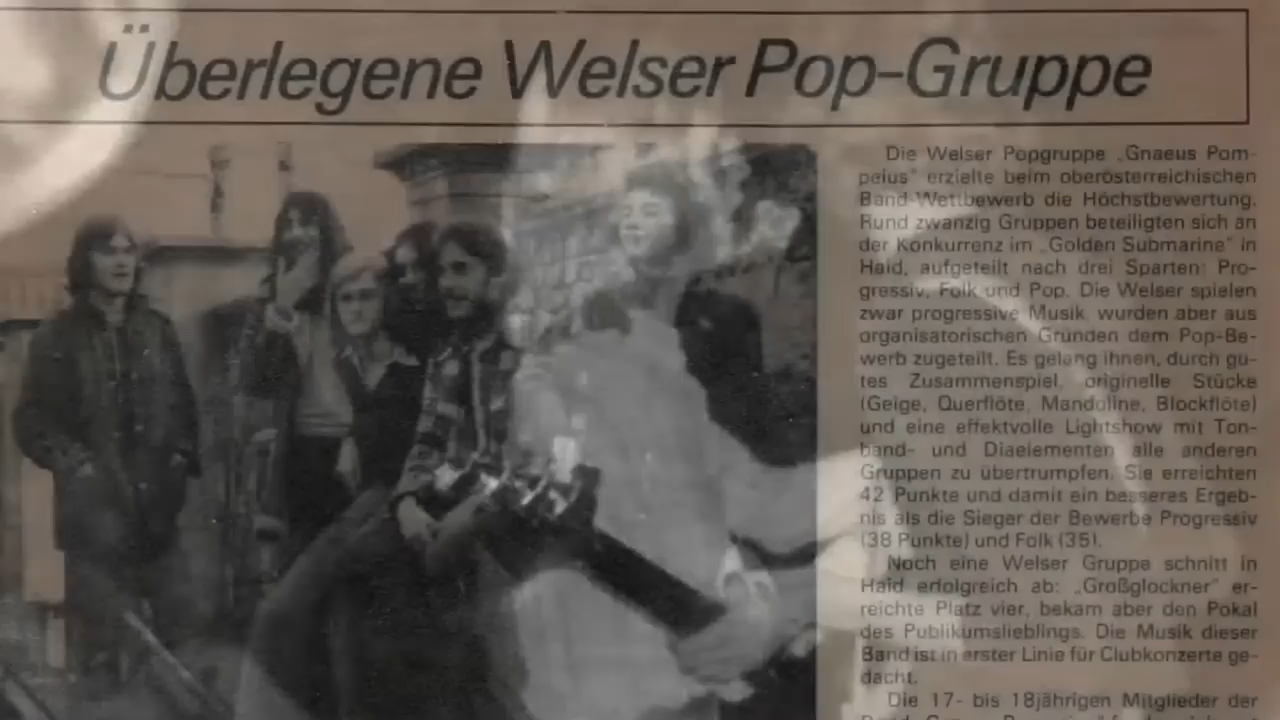 Überlegene Welser Pop-Gruppe
Die Welser Popgruppe „Gnaeus Pom-
peius" erzielte beim oberösterreichischen
Band-Wettbewerb die Höchstbewertung.
Rund zwanzig Gruppen beteiligten sich an
der Konkurrenz im „Golden Submarine" in
Haid, aufgeteilt nach drei Sparten: Pro-
gressiv, Folk und Pop. Die Welser spielen
zwar progressive Musik, wurden aber aus
organisatorischen Gründen dem Pop-Be-
werb zugeteilt. Es gelang ihnen, durch gu-
tes Zusammenspiel, originelle Stücke
(Geige, Querflöte, Mandoline, Blockflöte)
und eine effektvolle Lightshow mit Ton-
band- und Diaelementen alle anderen
Gruppen zu übertrumpfen. Sie erreichten
42 Punkte und damit ein besseres Ergeb-
nis als die Sieger der Bewerbe Progressiv
(38 Punkte) und Folk (35).
Noch eine Welser Gruppe schnitt in
Haid erfolgreich ab: „Großglockner" er-
reichte Platz vier, bekam aber den Pokal
des Publikumslieblings. Die Musik dieser
Band ist in erster Linie für Clubkonzerte ge-
dacht.
Die 17- bis 18jährigen Mitglieder der